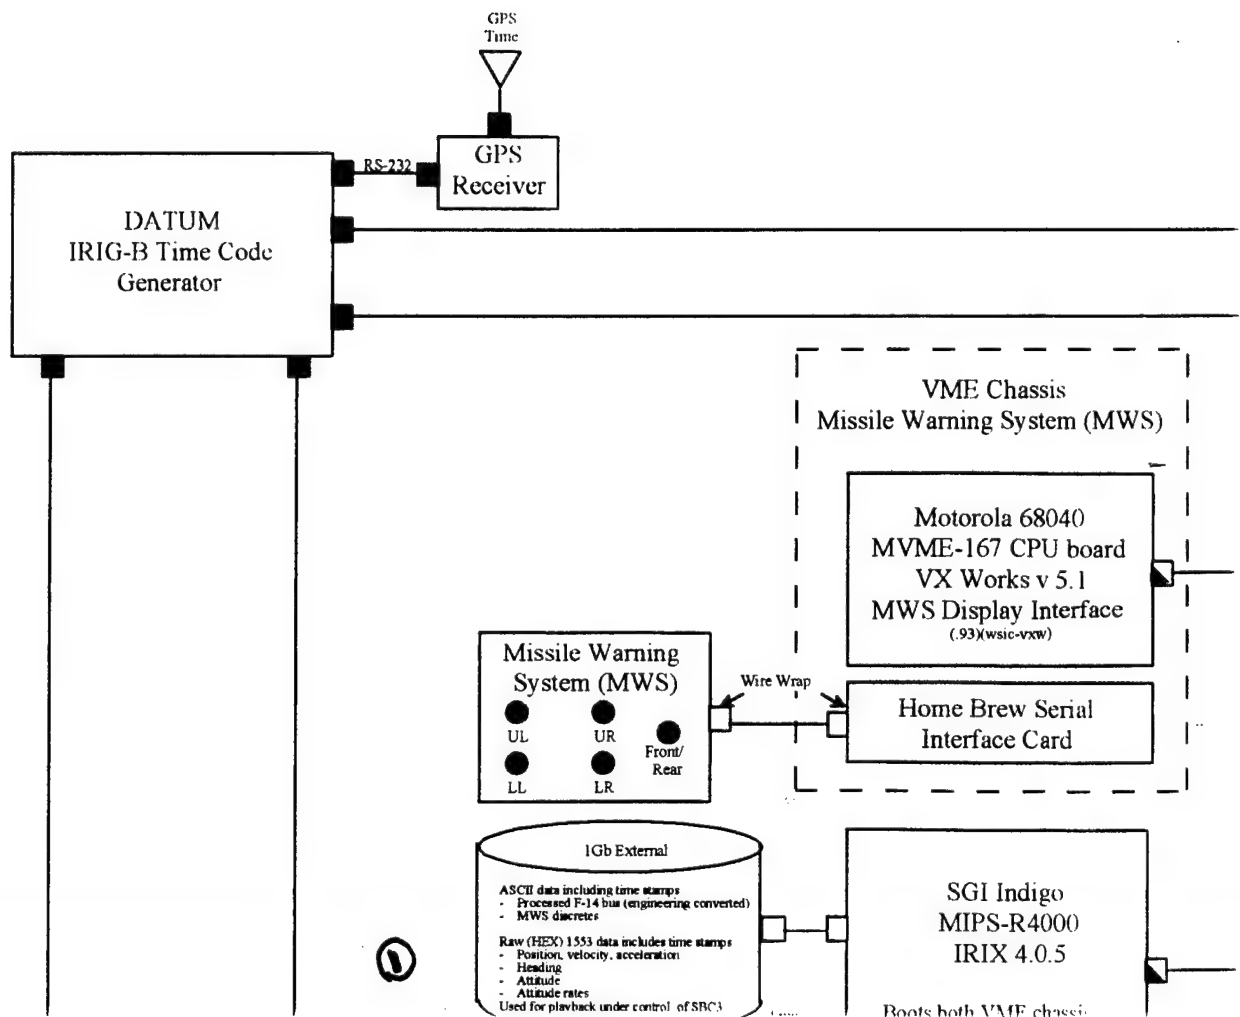 GPS
Time
GPS
Receiver
RS-232
DATUM
IRIG-B Time Code
Generator
VME Chassis
Missile Warning System (MWS)
Motorola 68040
MVME-167 CPU board
VX Works v 5.1
MWS Display Interface
(.93)(wsic-vxw)
Missile Warning
System (MWS)
UL
UR
Front/
Rear
LL
LR
Wire Wrap
Home Brew Serial
Interface Card
1Gb External
ASCII data including time stamps
- Processed F-14 bus (engineering converted)
- MWS discretes
Raw (HEX) 1553 data includes time stamps
- Position, velocity, acceleration
- Heading
- Attitude
- Attitude rates
Used for playback under control of SBC3
SGI Indigo
MIPS-R4000
IRIX 4.0.5
Boots both VME chassis
1